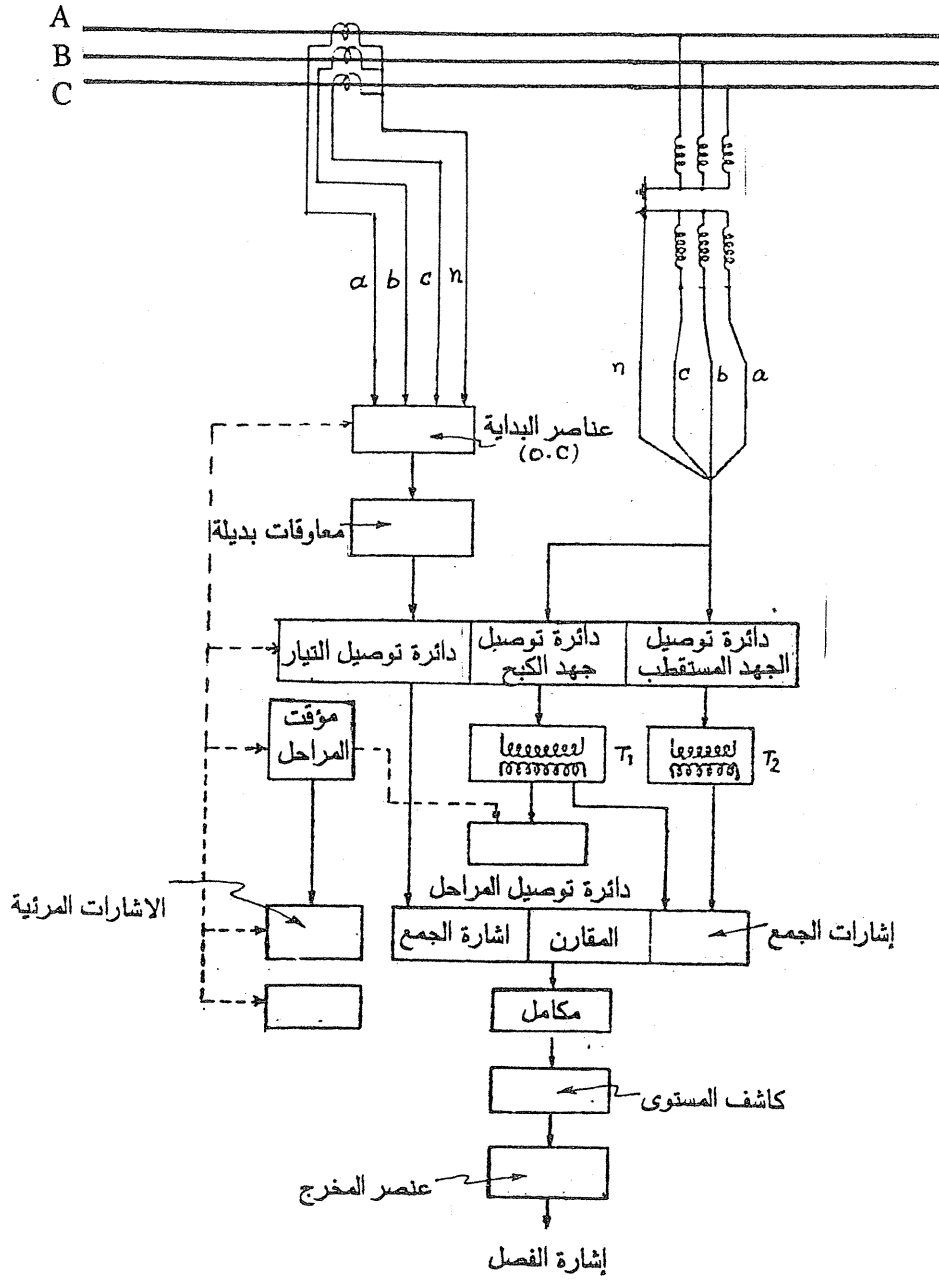 A
B
C
a b c n
n c b a
عناصر البداية
(O.C)
معاوقات بديلة
دائرة توصيل التيار
دائرة توصيل
جهد الكبح
دائرة توصيل
الجهد المستقطب
مؤقت
المراحل
T1
T2
دائرة توصيل المراحل
الاشارات المرئية
اشارة الجمع
المقارن
إشارات الجمع
مكامل
كاشف المستوى
عنصر المخرج
إشارة الفصل